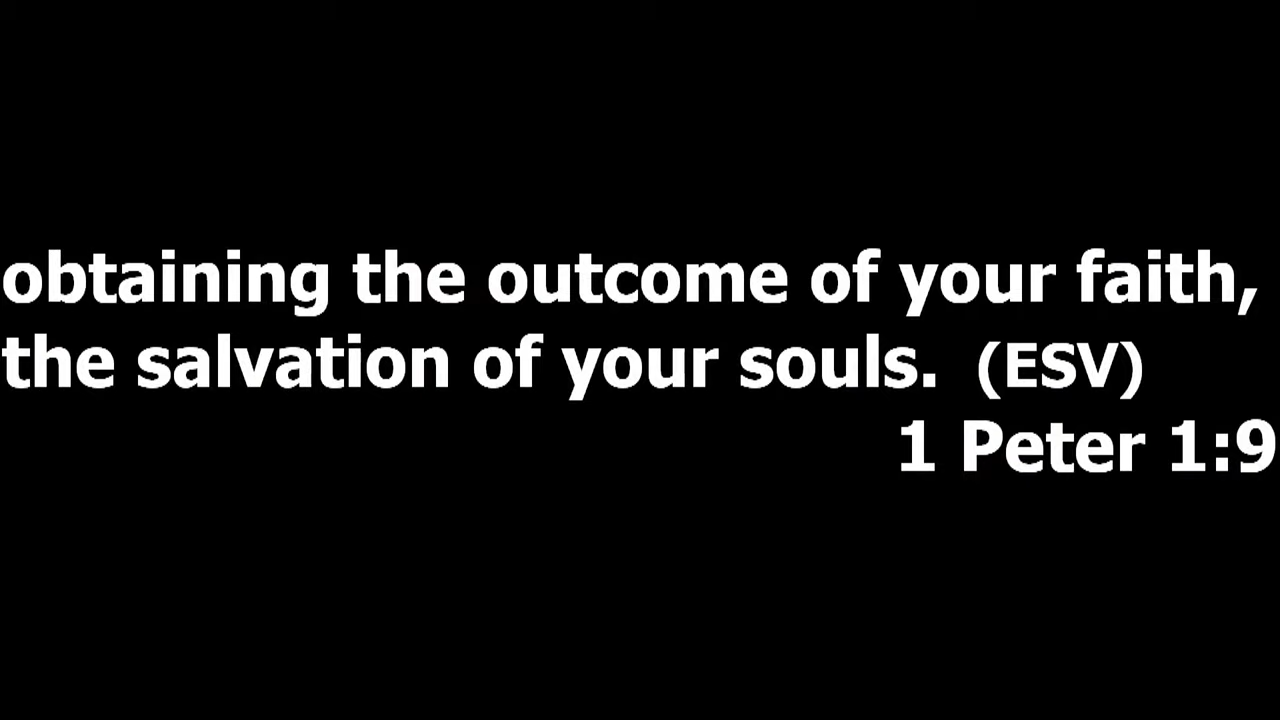 obtaining the outcome of your faith,
the salvation of your souls.  (ESV)
1 Peter 1:9